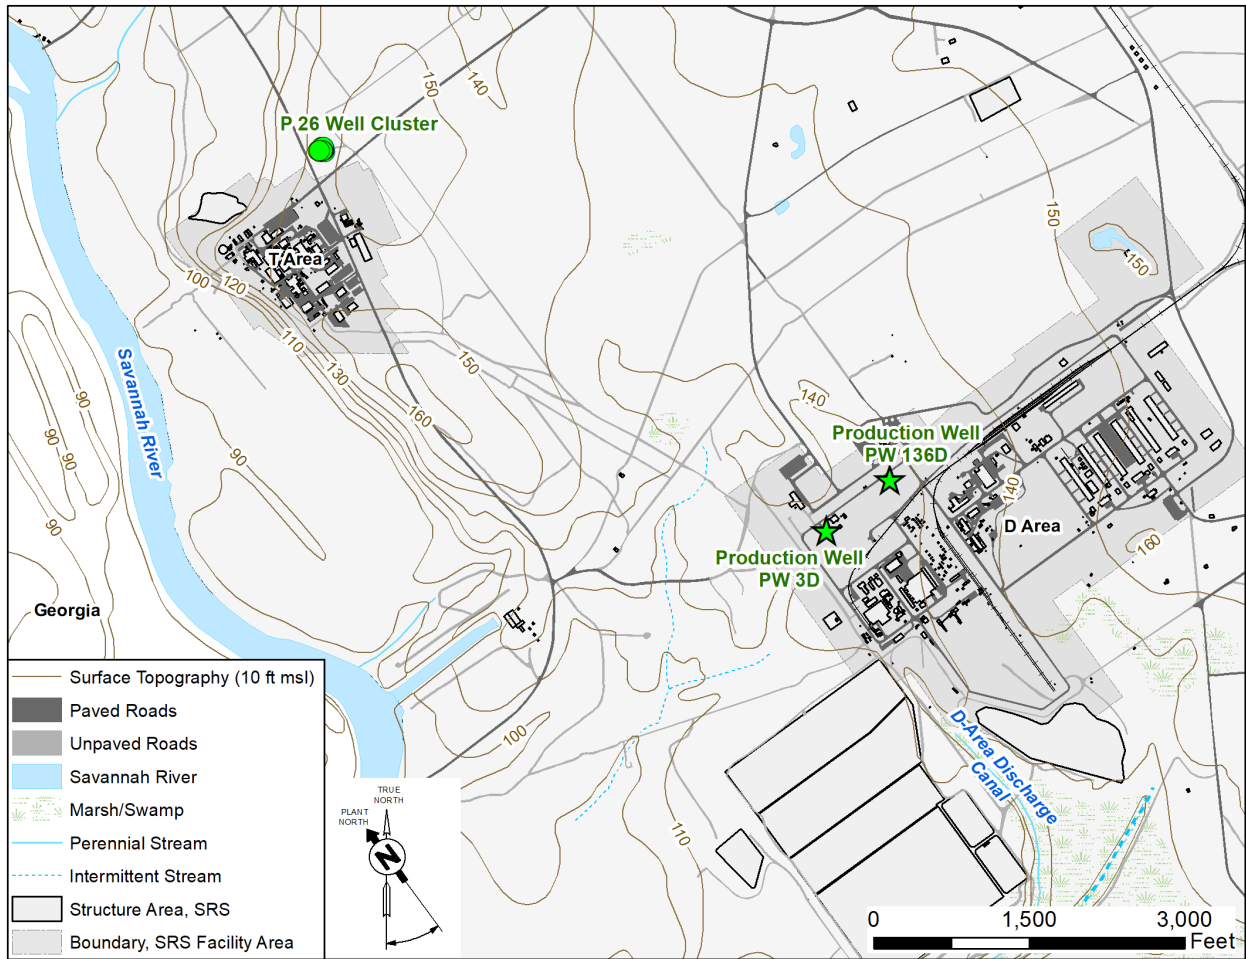 150
140
P 26 Well Cluster
150
150
T Area
100
120
110
130
150
160
140
Savannah River
90
90
90
90
90
Production Well
PW 136D
140
D Area
Production Well
PW 3D
160
Georgia
100
110
D-Area Discharge
Canal
Surface Topography (10 ft msl)
Paved Roads
Unpaved Roads
Savannah River
Marsh/Swamp
Perennial Stream
Intermittent Stream
Structure Area, SRS
Boundary, SRS Facility Area
TRUE
NORTH
PLANT
NORTH
N
0 1,500 3,000
Feet